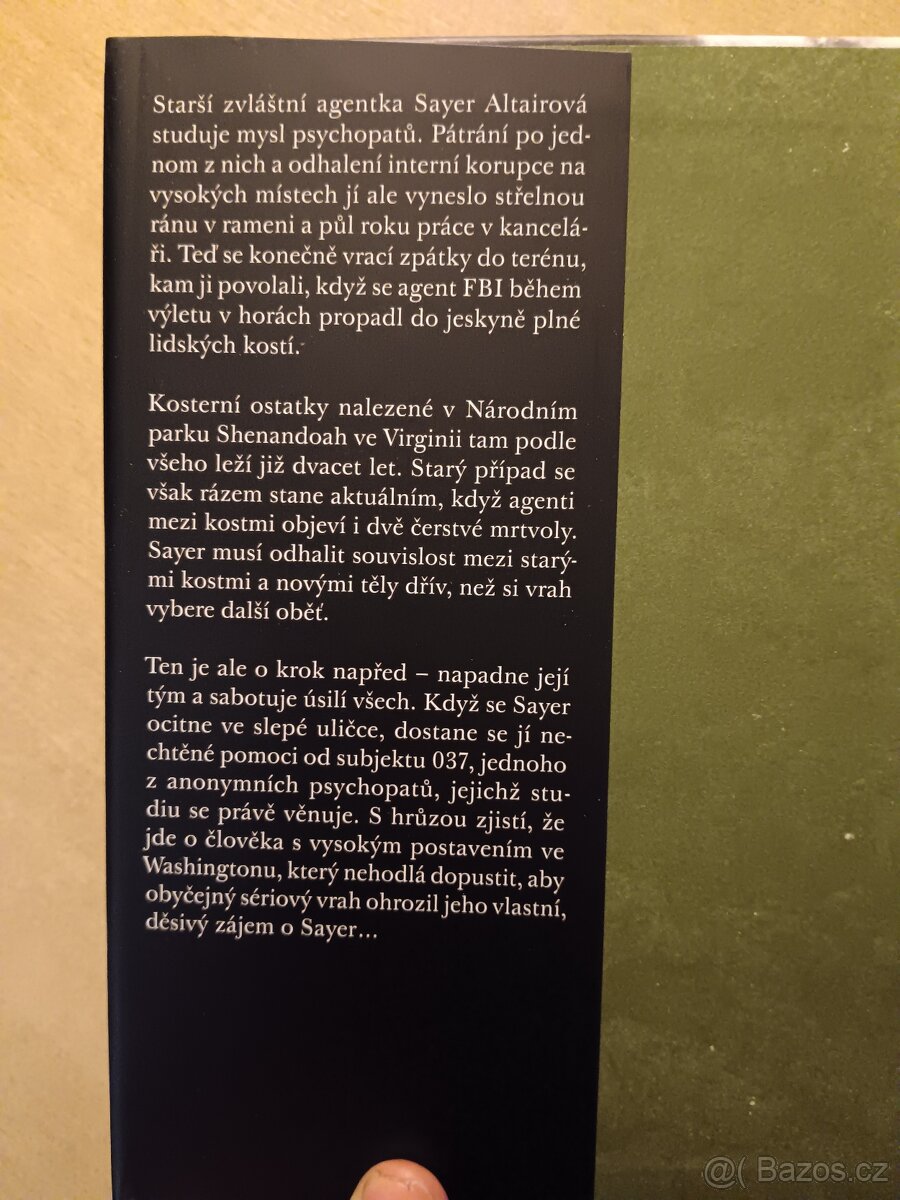 Starší zvláštní agentka Sayer Altairová
studuje mysl psychopatů. Pátrání po jed-
nom z nich a odhalení interní korupce na
vysokých místech jí ale vyneslo střelnou
ránu v rameni a půl roku práce v kancelá-
ři. Teď se konečně vrací zpátky do terénu,
kam ji povolali, když se agent FBI během
výletu v horách propadl do jeskyně plné
lidských kostí.
Kosterní ostatky nalezené v Národním
parku Shenandoah ve Virginii tam podle
všeho leží již dvacet let. Starý případ se
však rázem stane aktuálním, když agenti
mezi kostmi objeví i dvě čerstvé mrtvoly.
Sayer musí odhalit souvislost mezi starý-
mi kostmi a novými těly dřív, než si vrah
vybere další oběť.
Ten je ale o krok napřed – napadne její
tým a sabotuje úsilí všech. Když se Sayer
ocitne ve slepé uličce, dostane se jí ne-
chtěné pomoci od subjektu 037, jednoho
z anonymních psychopatů, jejichž stu-
diu se právě věnuje. S hrůzou zjistí, že
jde o člověka s vysokým postavením ve
Washingtonu, který nehodlá dopustit, aby
obyčejný sériový vrah ohrozil jeho vlastní,
děsivý zájem o Sayer...
@( Bazos.cz